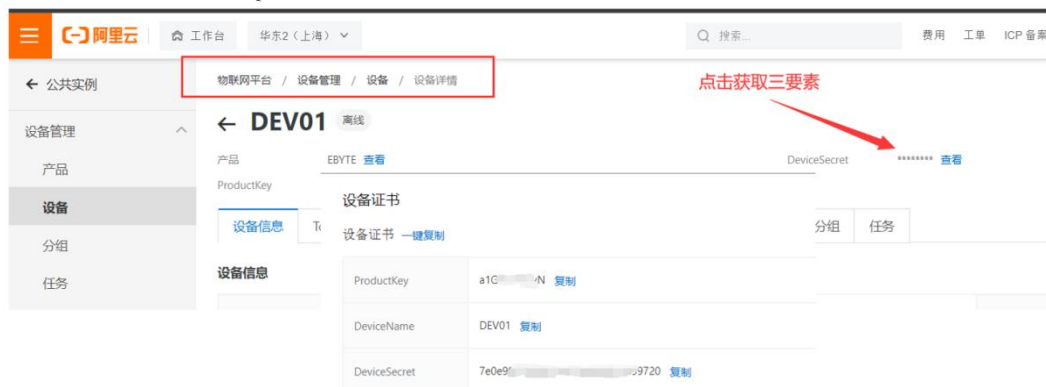 阿里云 工作台 华东2（上海） 搜索... 费用 工单 ICP 备案
公共实例
物联网平台 / 设备管理 / 设备 / 设备详情
点击获取三要素
设备管理
DEV01 离线
产品 EBYTE 查看 DeviceSecret ******** 查看
产品
ProductKey
设备证书
设备
设备信息 分组 任务
设备证书 一键复制
分组
设备信息
ProductKey a1G N 复制
任务
DeviceName DEV01 复制
DeviceSecret 7e0e9 9720 复制